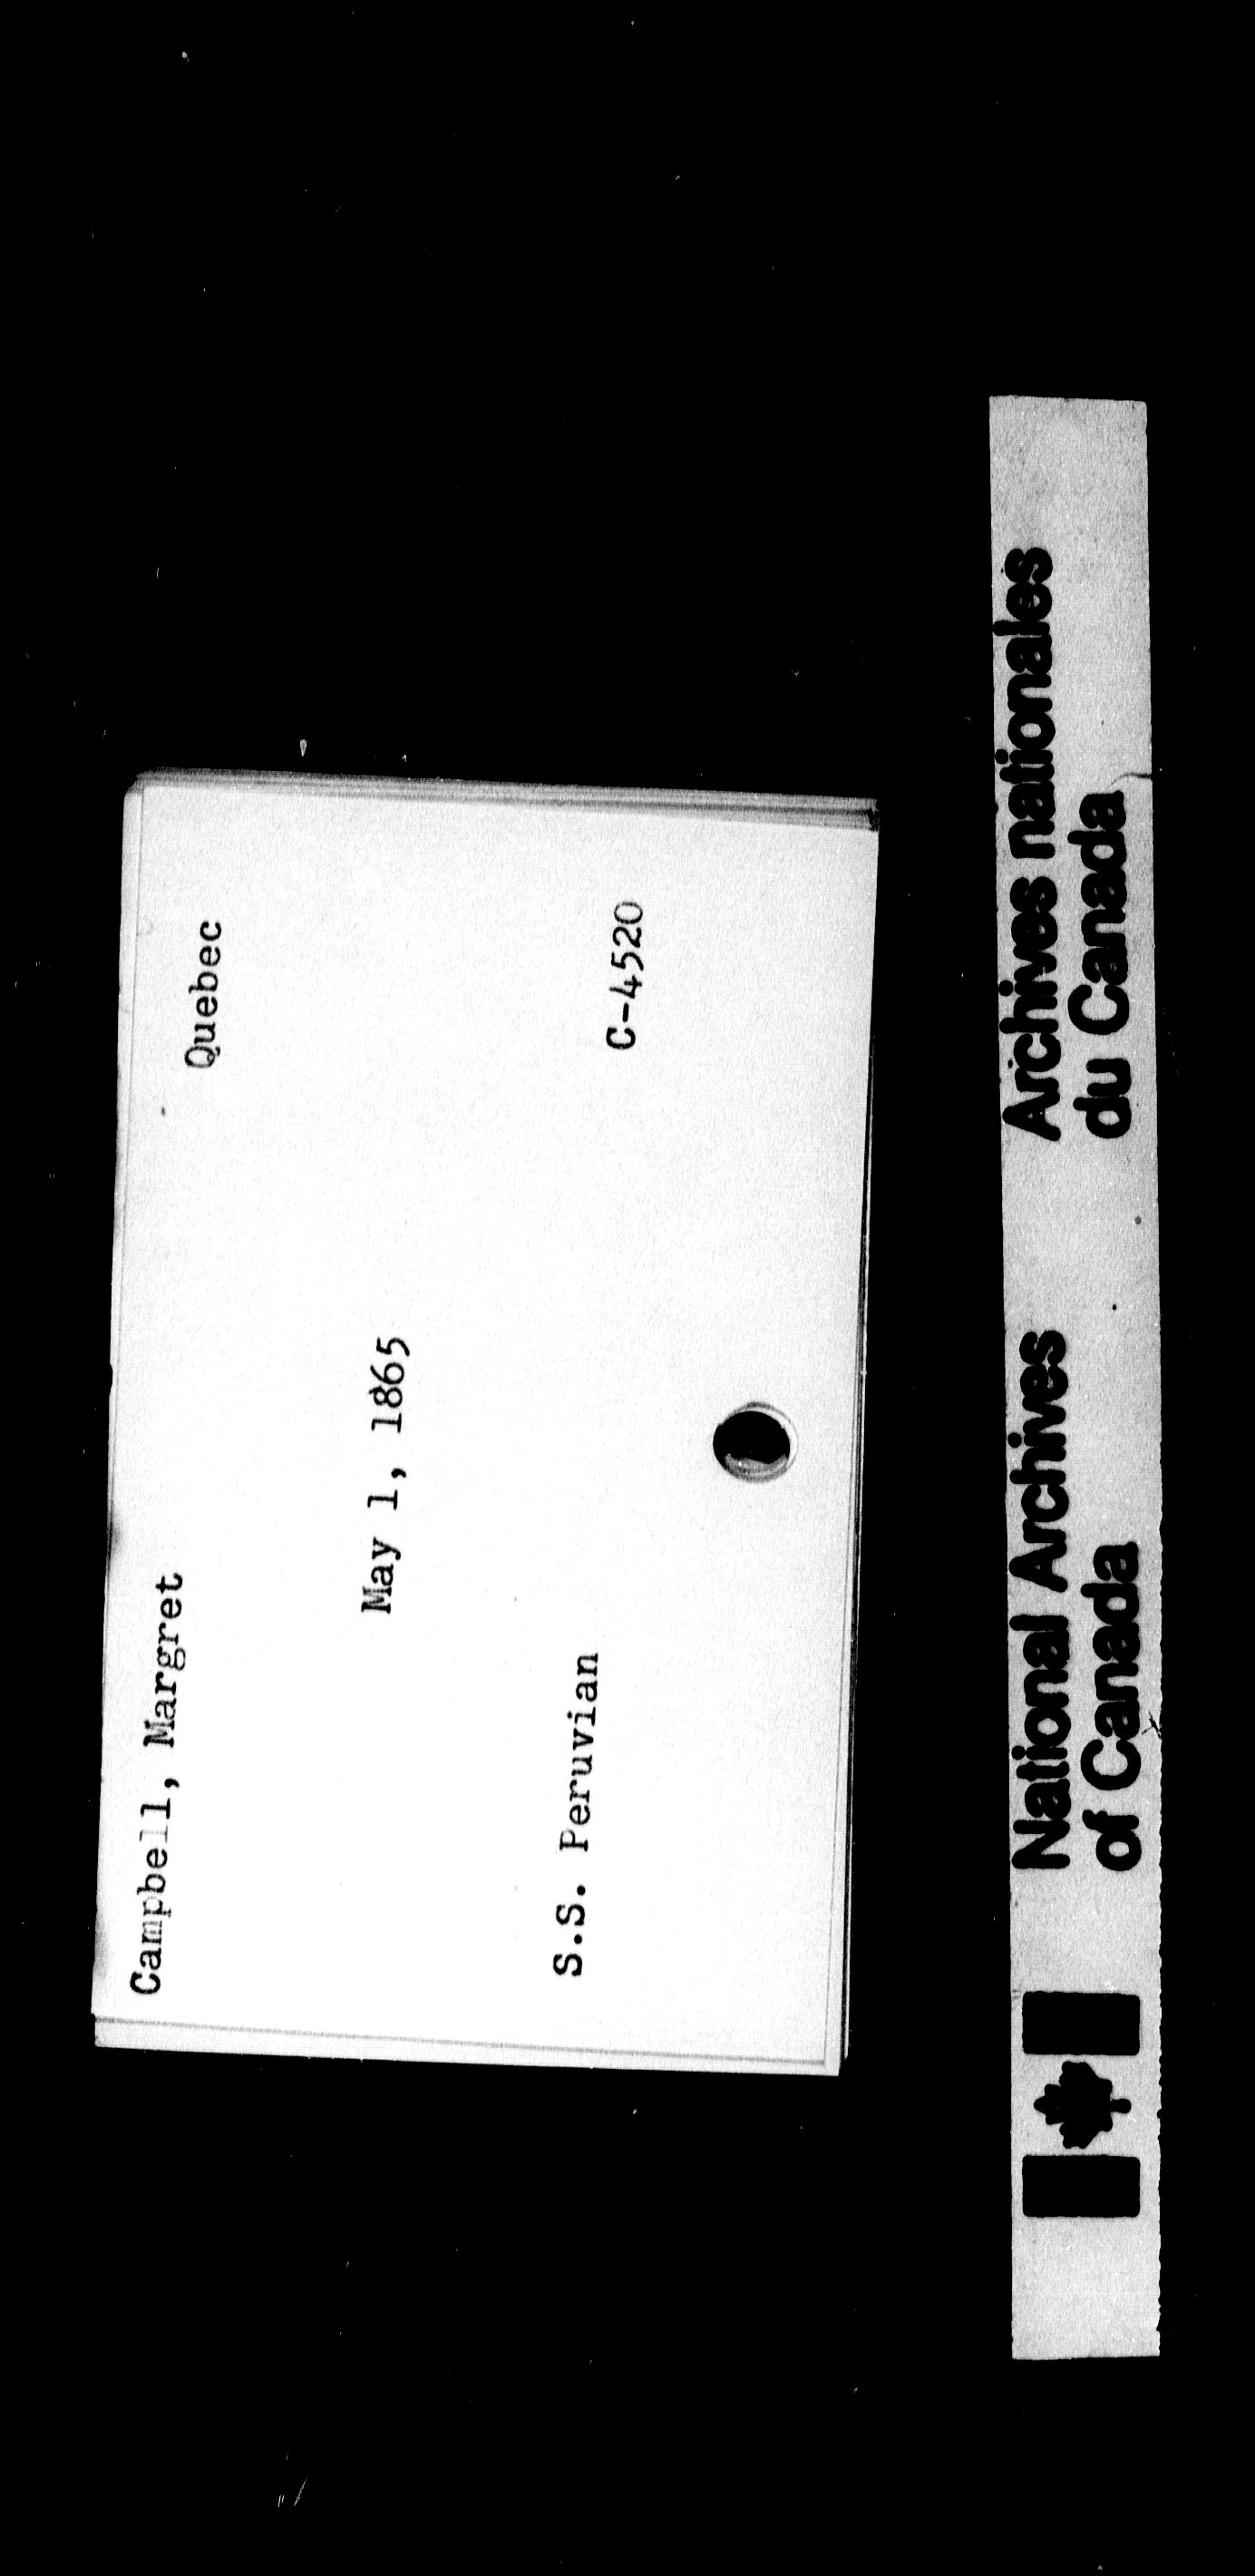 Campbell, Margret Quebec
May 1, 1865
S.S. Peruvian C-4520
National Archives Archives nationales
of Canada du Canada